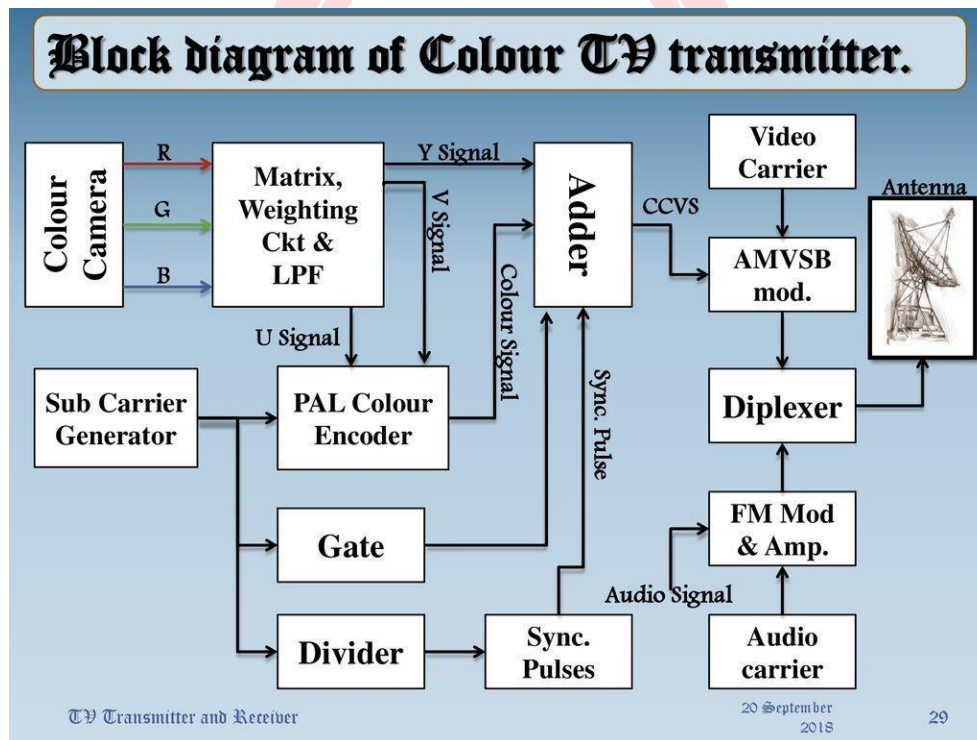 Block diagram of Colour TV transmitter.
Colour
Camera
R
G
B
Matrix,
Weighting
Ckt &
LPF
Y Signal
V Signal
U Signal
Adder
CCVS
Video
Carrier
Antenna
AMVSB
mod.
Colour Signal
Sync. Pulse
Sub Carrier
Generator
PAL Colour
Encoder
Diplexer
Gate
FM Mod
& Amp.
Audio Signal
Divider
Sync.
Pulses
Audio
carrier
TV Transmitter and Receiver
20 September
2018
29